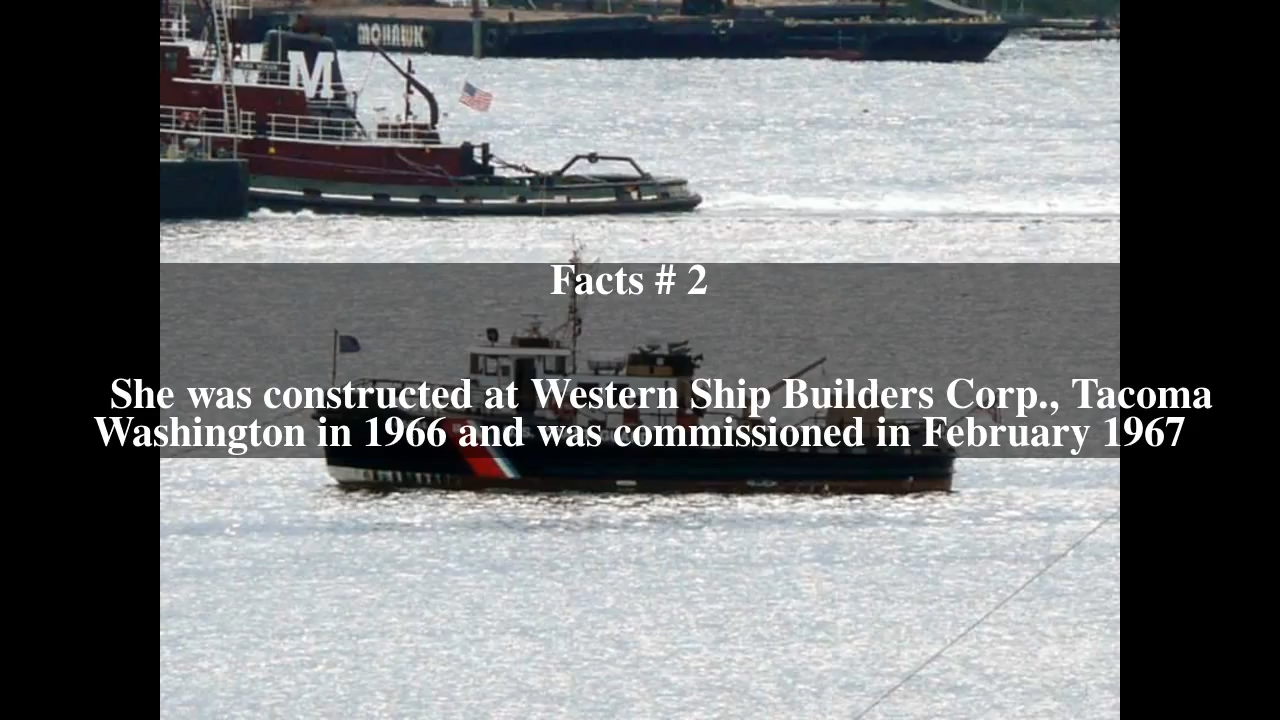 MOHAWK
M
Facts # 2
She was constructed at Western Ship Builders Corp., Tacoma
Washington in 1966 and was commissioned in February 1967